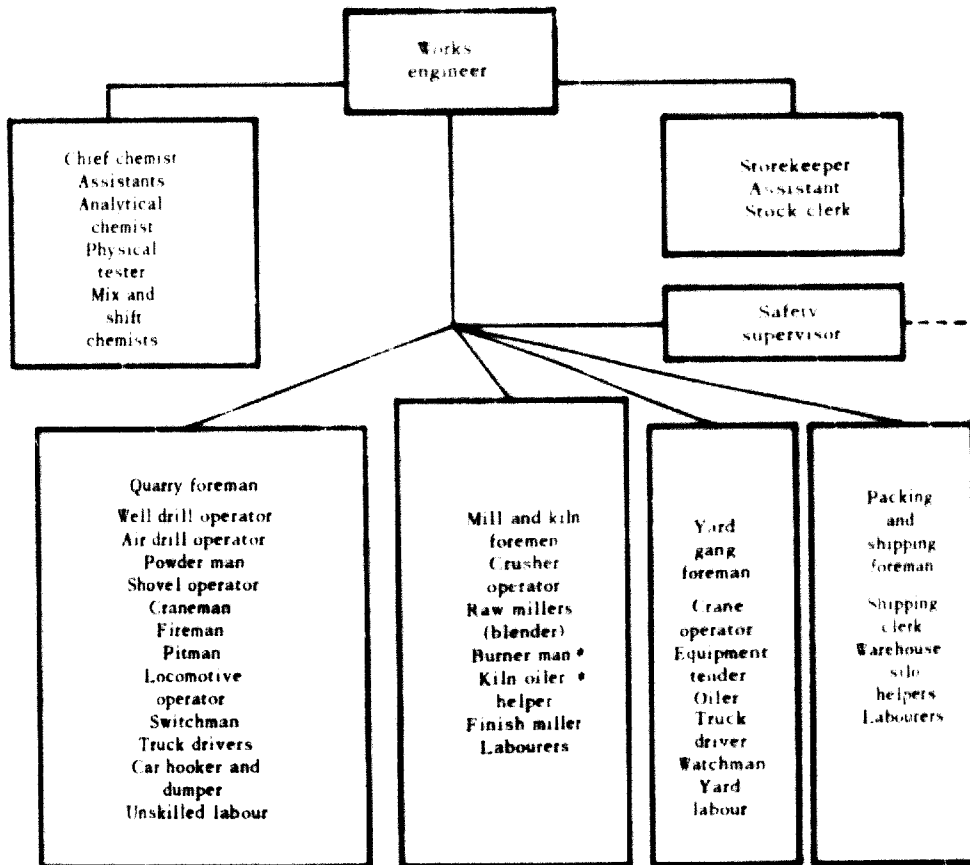 Works
engineer
Chief chemist
Assistants
Analytical
chemist
Physical
tester
Mix and
shift
chemists
Storekeeper
Assistant
Stock clerk
Safety
supervisor
Quarry foreman
Well drill operator
Air drill operator
Powder man
Shovel operator
Craneman
Fireman
Pitman
Locomotive
operator
Switchman
Truck drivers
Car hooker and
dumper
Unskilled labour
Mill and kiln
foremen
Crusher
operator
Raw millers
(blender)
Burner man*
Kiln oiler *
helper
Finish miller
Labourers
Yard
gang
foreman
Crane
operator
Equipment
tender
Oiler
Truck
driver
Watchman
Yard
labour
Packing
and
shipping
foreman
Shipping
clerk
Warehouse
silo
helpers
Labourers